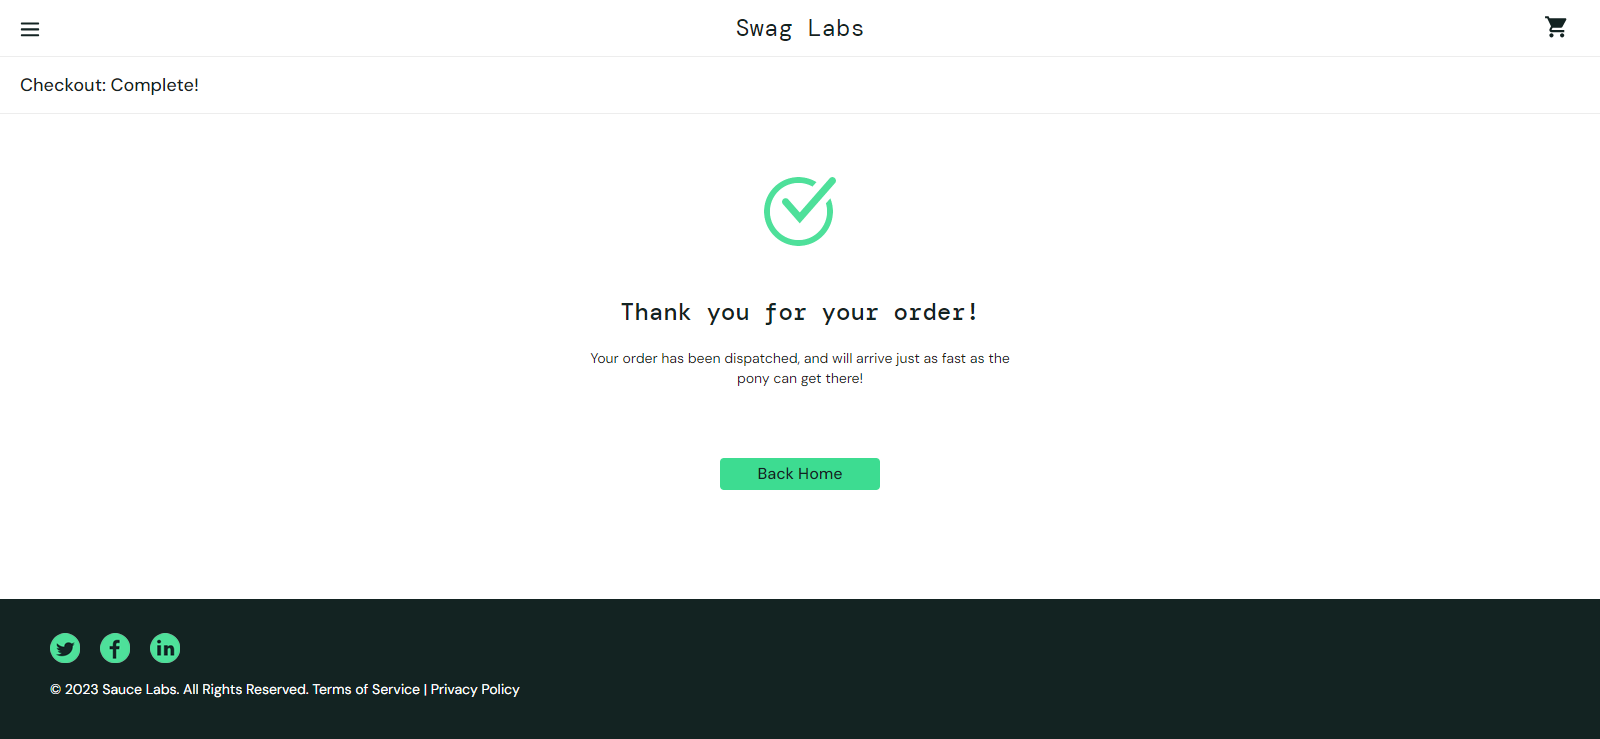 Swag Labs
Checkout: Complete!
Thank you for your order!
Your order has been dispatched, and will arrive just as fast as the
pony can get there!
Back Home
© 2023 Sauce Labs. All Rights Reserved. Terms of Service | Privacy Policy